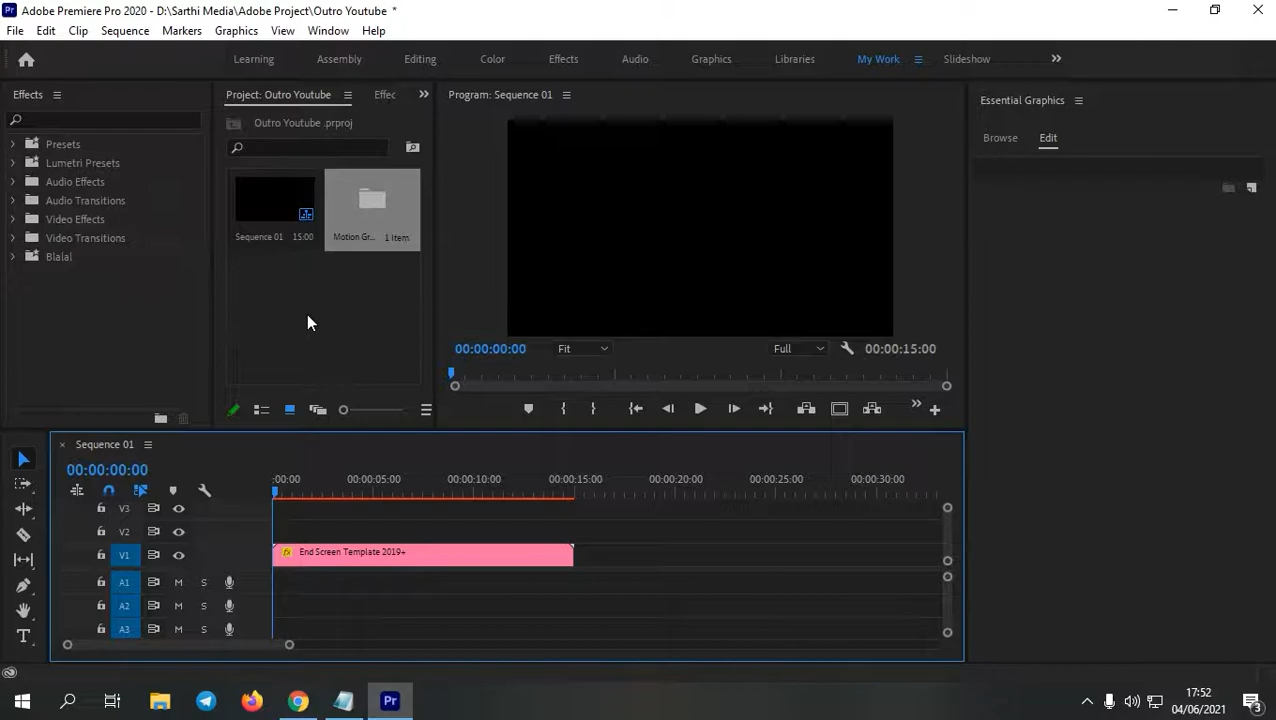 Adobe Premiere Pro 2020 - D:\Sarthi Media\Adobe Project\Outro Youtube *
File Edit Clip Sequence Markers Graphics View Window Help
Learning Assembly Editing Color Effects Audio Graphics Libraries My Work Slideshow
Effects
Presets
Lumetri Presets
Audio Effects
Audio Transitions
Video Effects
Video Transitions
Blalal
Project: Outro Youtube Effec
Outro Youtube .prproj
Sequence 01 15:00 Motion Gr... 1 Item
Program: Sequence 01
00:00:00:00 Fit Full 00:00:15:00
Essential Graphics
Browse Edit
Sequence 01
00:00:00:00
:00:00 00:00:05:00 00:00:10:00 00:00:15:00 00:00:20:00 00:00:25:00 00:00:30:00
V3
V2
V1 fx End Screen Template 2019+
A1 M S
A2 M S
A3 M S
T
Pr
17:52
04/06/2021
3